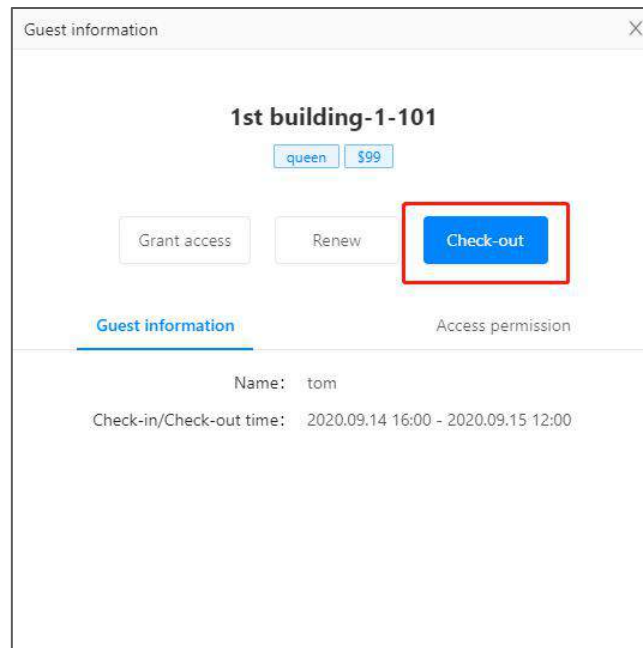 Guest information
1st building-1-101
queen $99
Grant access Renew Check-out
Guest information Access permission
Name: tom
Check-in/Check-out time: 2020.09.14 16:00 - 2020.09.15 12:00